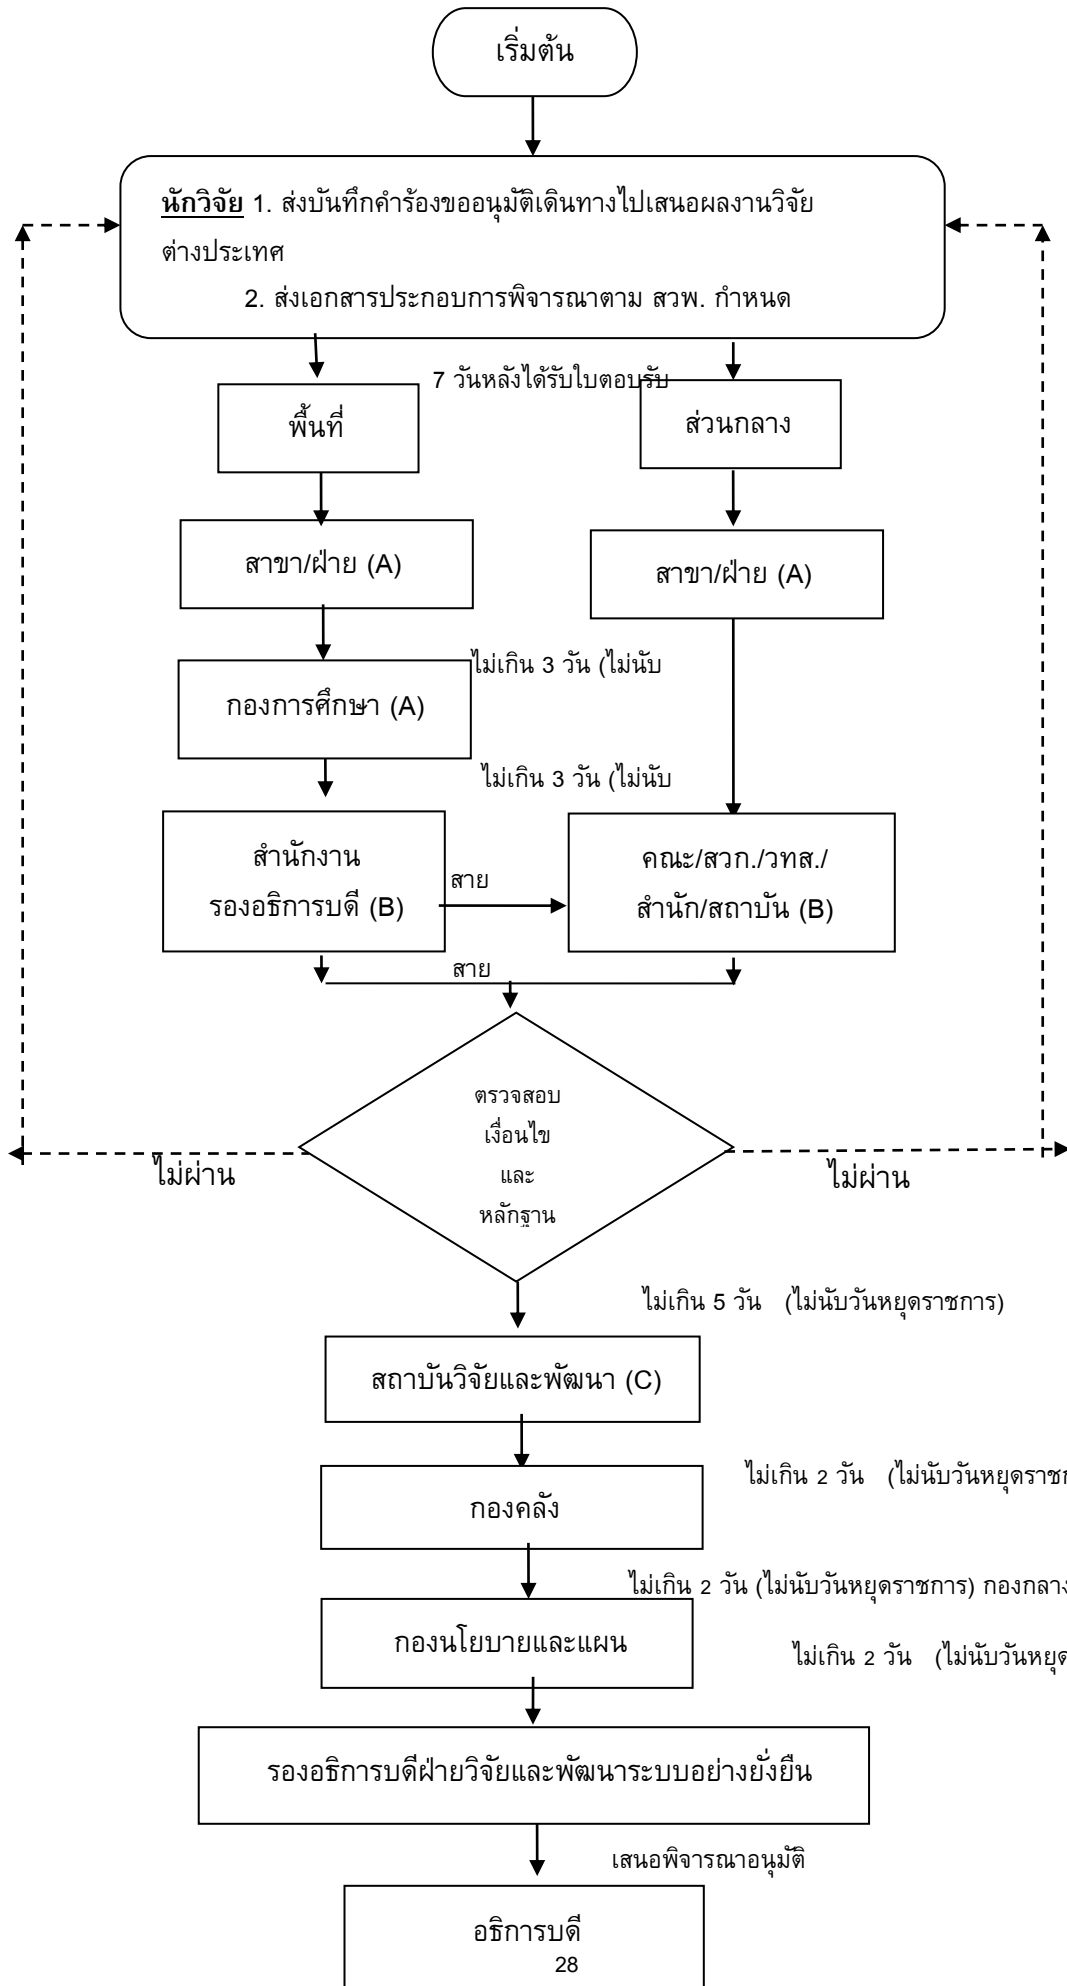 เริ่มต้น
นักวิจัย 1. ส่งบันทึกคำร้องขออนุมัติเดินทางไปเสนอผลงานวิจัย
ต่างประเทศ
2. ส่งเอกสารประกอบการพิจารณาตาม สวพ. กำหนด
7 วันหลังได้รับใบตอบรับ
พื้นที่
ส่วนกลาง
สาขา/ฝ่าย (A)
สาขา/ฝ่าย (A)
ไม่เกิน 3 วัน (ไม่นับ
กองการศึกษา (A)
ไม่เกิน 3 วัน (ไม่นับ
สำนักงาน
รองอธิการบดี (B)
สาย
คณะ/สวก./วทส./
สำนัก/สถาบัน (B)
สาย
ตรวจสอบ
เงื่อนไข
และ
หลักฐาน
ไม่ผ่าน
ไม่ผ่าน
ไม่เกิน 5 วัน (ไม่นับวันหยุดราชการ)
สถาบันวิจัยและพัฒนา (C)
ไม่เกิน 2 วัน (ไม่นับวันหยุดราชก
กองคลัง
ไม่เกิน 2 วัน (ไม่นับวันหยุดราชการ) กองกลาง
กองนโยบายและแผน
ไม่เกิน 2 วัน (ไม่นับวันหยุด
รองอธิการบดีฝ่ายวิจัยและพัฒนาระบบอย่างยั่งยืน
เสนอพิจารณาอนุมัติ
อธิการบดี
28